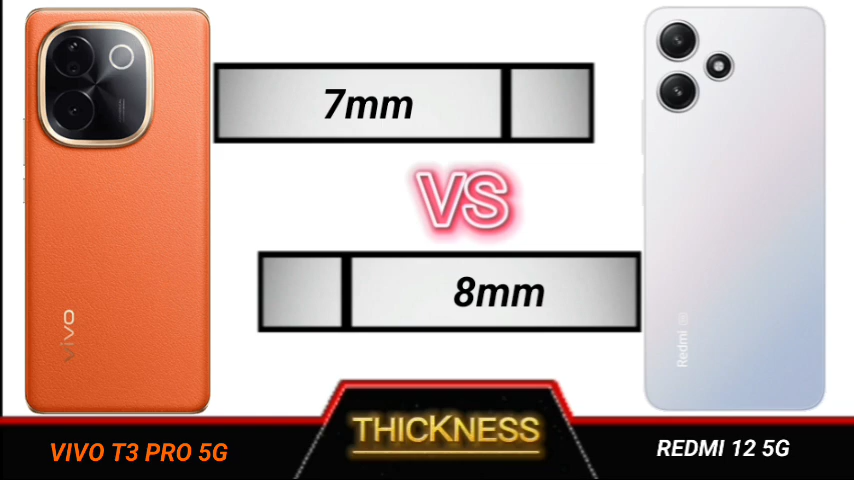 7mm
VS
8mm
vivo
Redmi
THICKNESS
VIVO T3 PRO 5G
REDMI 12 5G